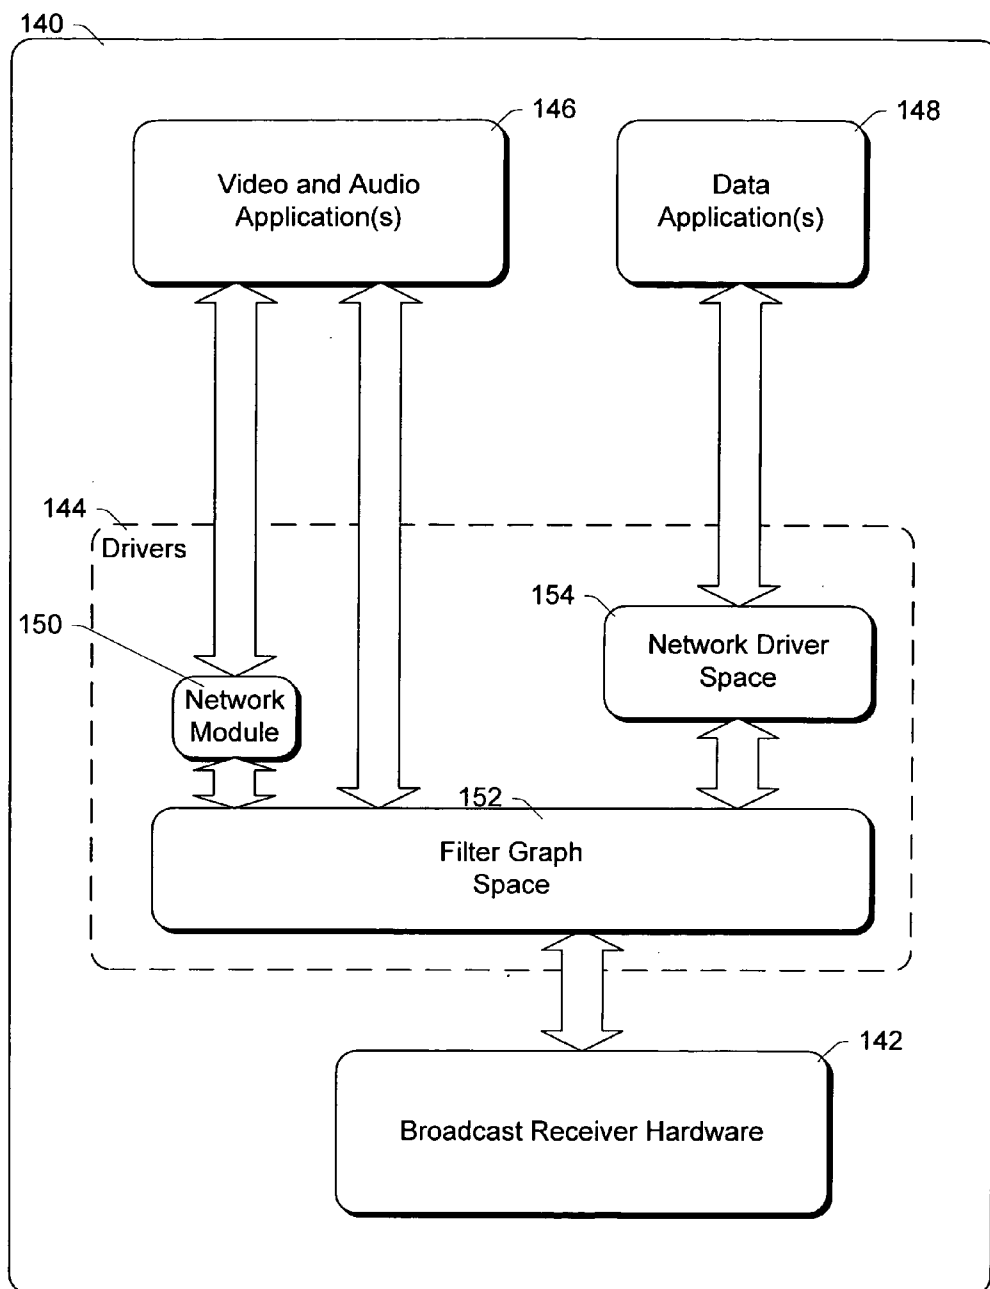 140
146
148
Video and Audio
Application(s)
Data
Application(s)
144
Drivers
154
150
Network Driver
Space
Network
Module
152
Filter Graph
Space
142
Broadcast Receiver Hardware